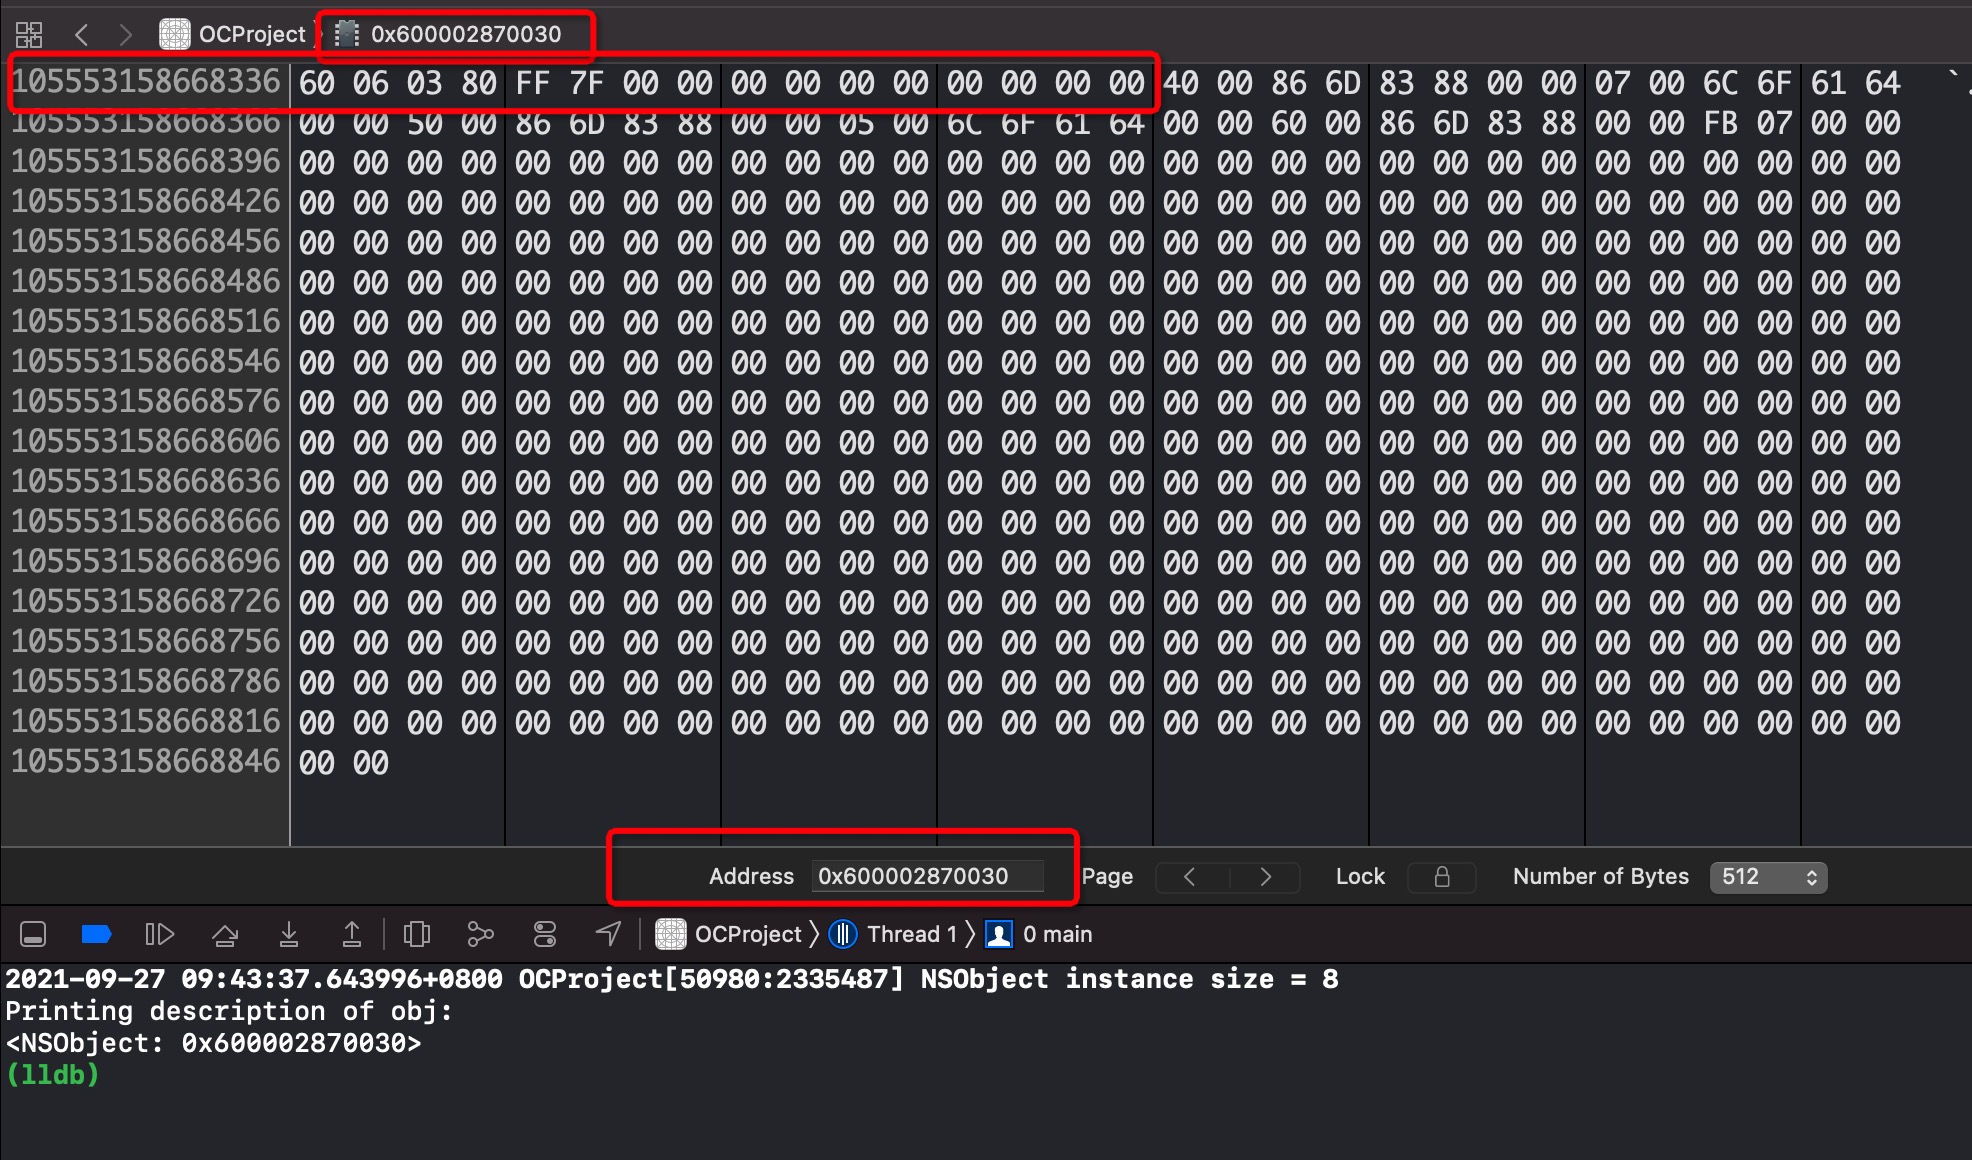 OCProject 〉 0x600002870030
105553158668336 60 06 03 80 FF 7F 00 00 00 00 00 00 00 00 00 00 40 00 86 6D 83 88 00 00 07 00 6C 6F 61 64 `.
105553158668366 00 00 50 00 86 6D 83 88 00 00 05 00 6C 6F 61 64 00 00 60 00 86 6D 83 88 00 00 FB 07 00 00
105553158668396 00 00 00 00 00 00 00 00 00 00 00 00 00 00 00 00 00 00 00 00 00 00 00 00 00 00 00 00 00 00
105553158668426 00 00 00 00 00 00 00 00 00 00 00 00 00 00 00 00 00 00 00 00 00 00 00 00 00 00 00 00 00 00
105553158668456 00 00 00 00 00 00 00 00 00 00 00 00 00 00 00 00 00 00 00 00 00 00 00 00 00 00 00 00 00 00
105553158668486 00 00 00 00 00 00 00 00 00 00 00 00 00 00 00 00 00 00 00 00 00 00 00 00 00 00 00 00 00 00
105553158668516 00 00 00 00 00 00 00 00 00 00 00 00 00 00 00 00 00 00 00 00 00 00 00 00 00 00 00 00 00 00
105553158668546 00 00 00 00 00 00 00 00 00 00 00 00 00 00 00 00 00 00 00 00 00 00 00 00 00 00 00 00 00 00
105553158668576 00 00 00 00 00 00 00 00 00 00 00 00 00 00 00 00 00 00 00 00 00 00 00 00 00 00 00 00 00 00
105553158668606 00 00 00 00 00 00 00 00 00 00 00 00 00 00 00 00 00 00 00 00 00 00 00 00 00 00 00 00 00 00
105553158668636 00 00 00 00 00 00 00 00 00 00 00 00 00 00 00 00 00 00 00 00 00 00 00 00 00 00 00 00 00 00
105553158668666 00 00 00 00 00 00 00 00 00 00 00 00 00 00 00 00 00 00 00 00 00 00 00 00 00 00 00 00 00 00
105553158668696 00 00 00 00 00 00 00 00 00 00 00 00 00 00 00 00 00 00 00 00 00 00 00 00 00 00 00 00 00 00
105553158668726 00 00 00 00 00 00 00 00 00 00 00 00 00 00 00 00 00 00 00 00 00 00 00 00 00 00 00 00 00 00
105553158668756 00 00 00 00 00 00 00 00 00 00 00 00 00 00 00 00 00 00 00 00 00 00 00 00 00 00 00 00 00 00
105553158668786 00 00 00 00 00 00 00 00 00 00 00 00 00 00 00 00 00 00 00 00 00 00 00 00 00 00 00 00 00 00
105553158668816 00 00 00 00 00 00 00 00 00 00 00 00 00 00 00 00 00 00 00 00 00 00 00 00 00 00 00 00 00 00
105553158668846 00 00
Address 0x600002870030 Page Lock Number of Bytes 512
OCProject 〉 Thread 1 〉 0 main
2021-09-27 09:43:37.643996+0800 OCProject[50980:2335487] NSObject instance size = 8
Printing description of obj:
<NSObject: 0x600002870030>
(lldb)